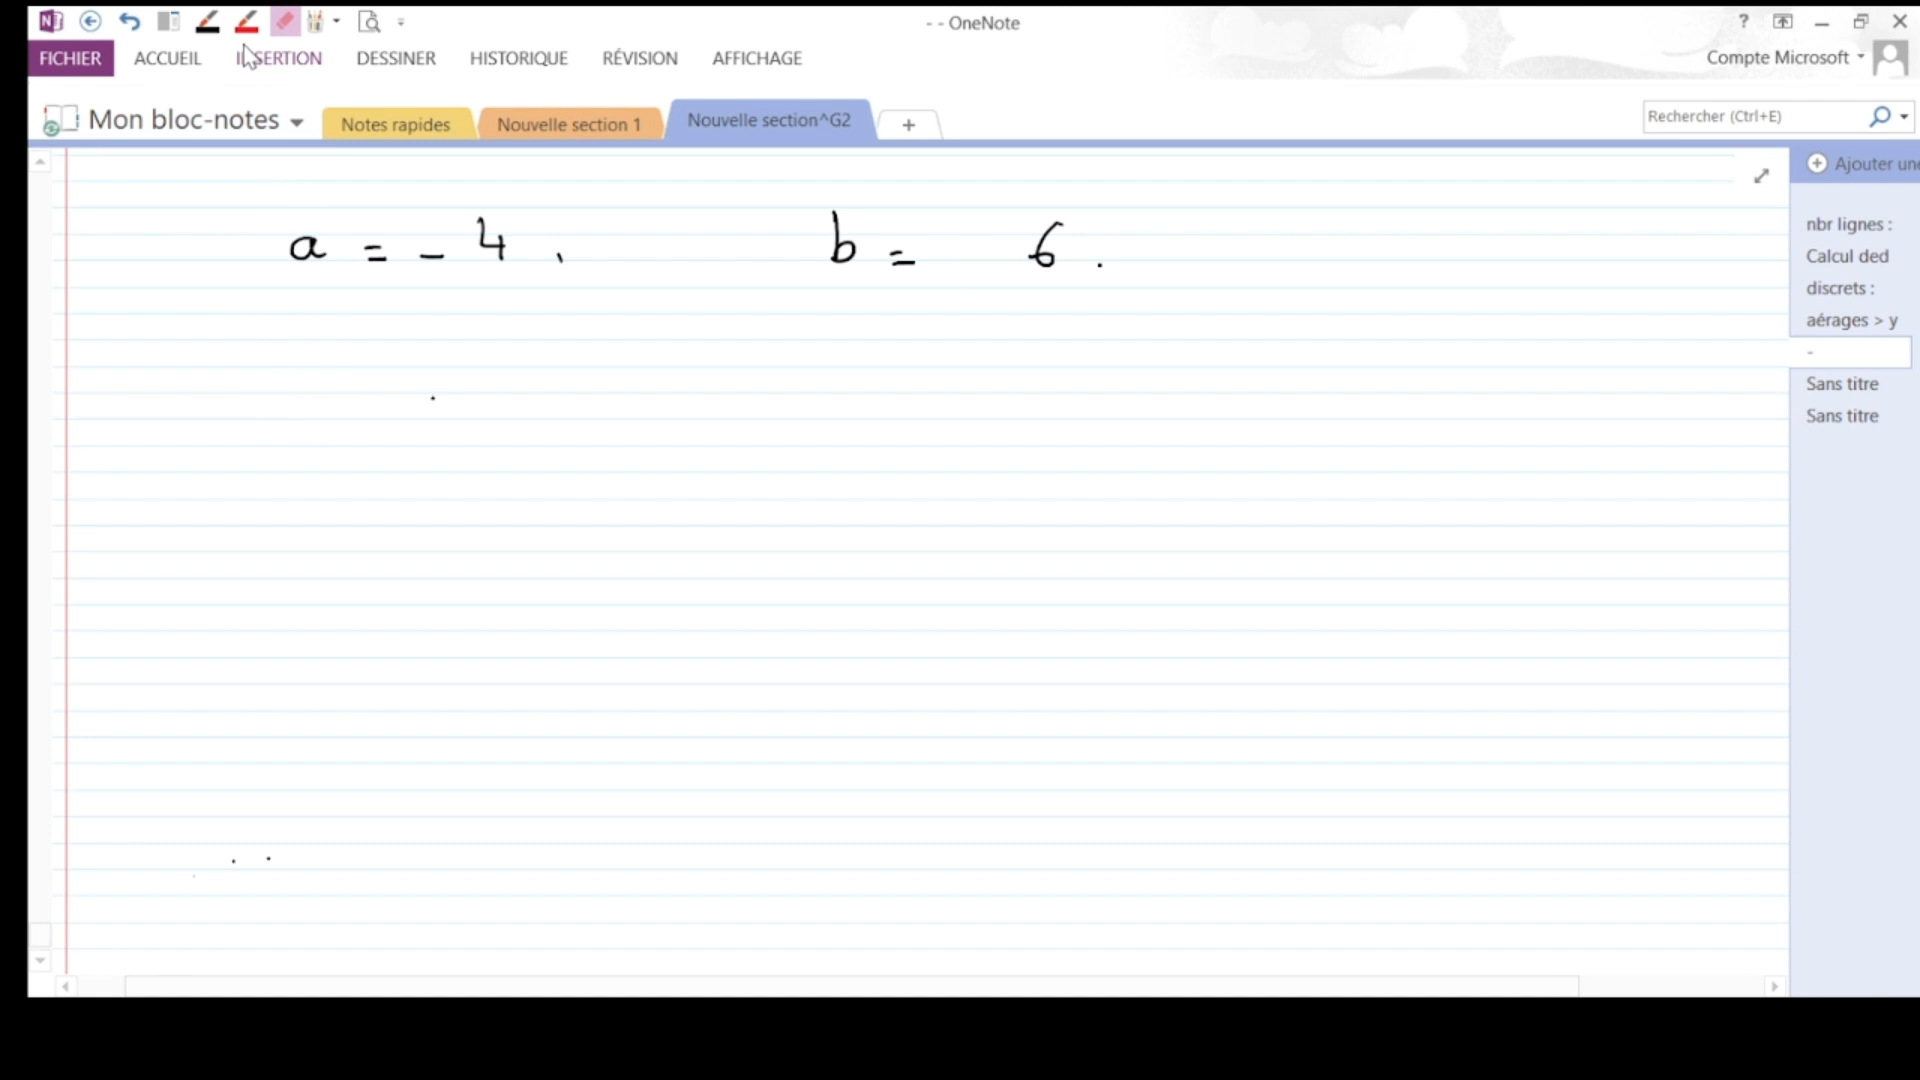 - - OneNote
?
FICHIER ACCUEIL INSERTION DESSINER HISTORIQUE RÉVISION AFFICHAGE Compte Microsoft
Mon bloc-notes Notes rapides Nouvelle section 1 Nouvelle section^G2 + Rechercher (Ctrl+E)
Ajouter une
a = - 4 , b = 6 .
nbr lignes :
Calcul ded
discrets :
aérages > y
-
Sans titre
Sans titre